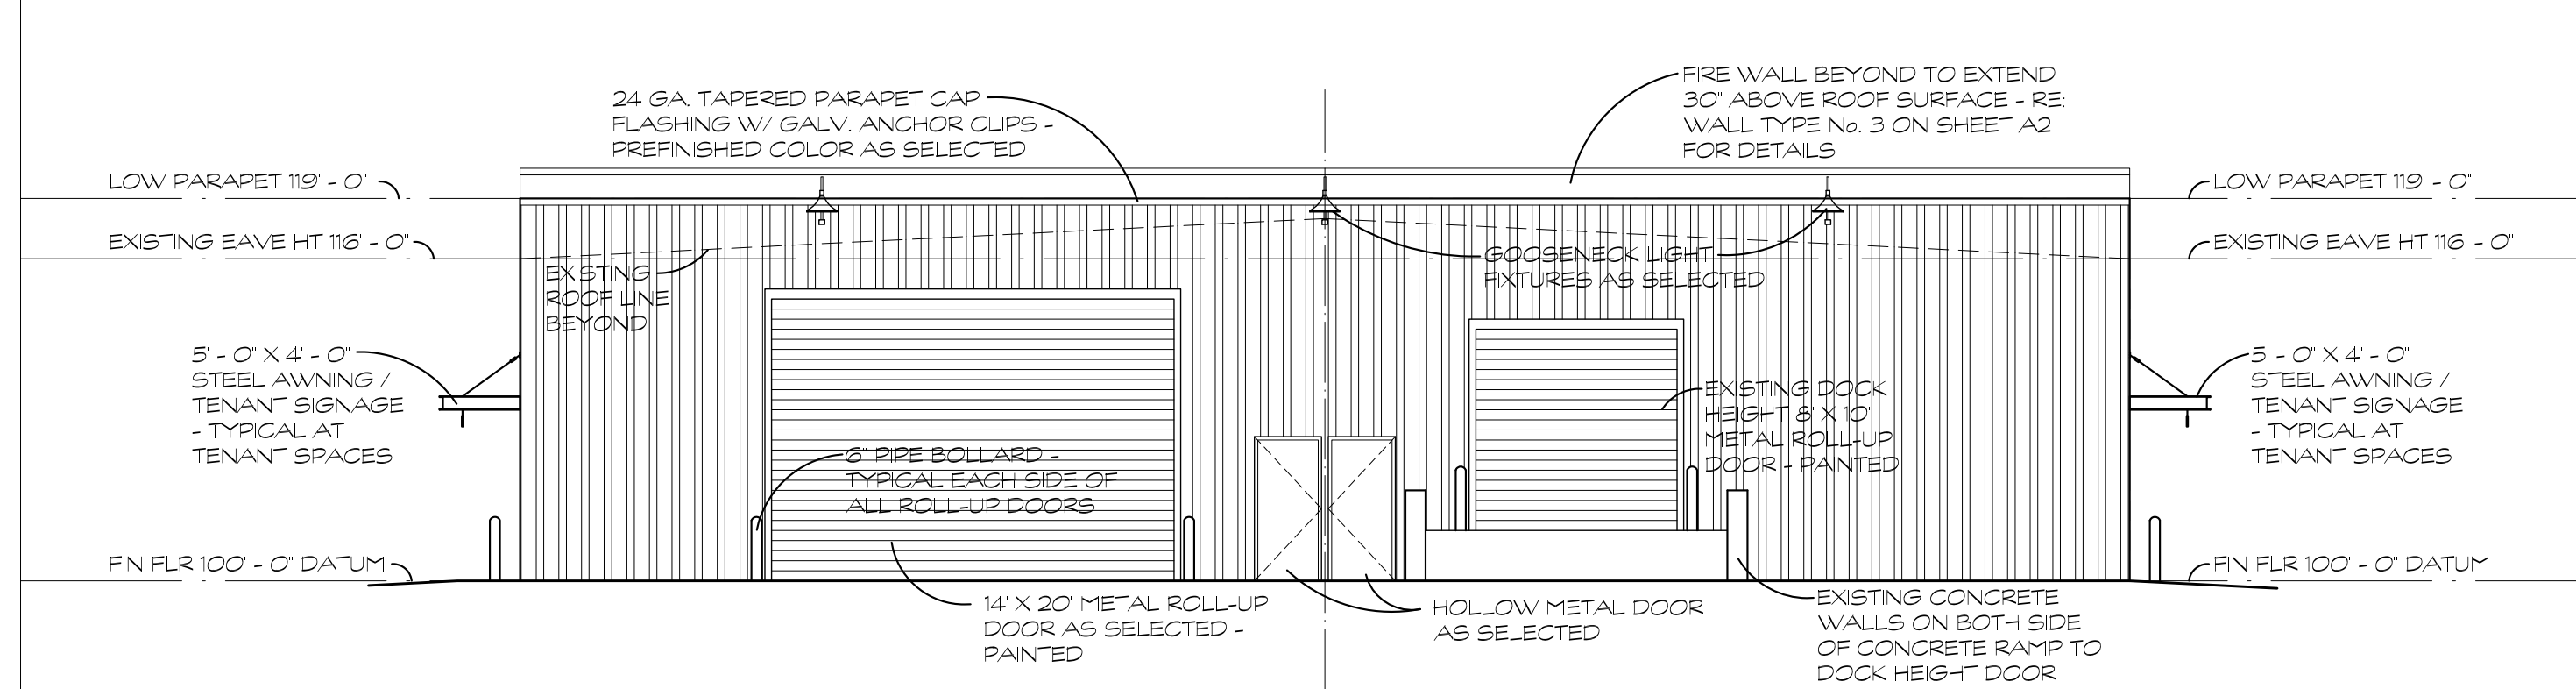 24 GA. TAPERED PARAPET CAP
FLASHING W/ GALV. ANCHOR CLIPS -
PREFINISHED COLOR AS SELECTED
FIRE WALL BEYOND TO EXTEND
30" ABOVE ROOF SURFACE - RE:
WALL TYPE No. 3 ON SHEET A2
FOR DETAILS
LOW PARAPET 119' - 0"
LOW PARAPET 119' - 0"
EXISTING EAVE HT 116' - 0"
EXISTING EAVE HT 116' - 0"
EXISTING
ROOF LINE
BEYOND
GOOSENECK LIGHT
FIXTURES AS SELECTED
5' - 0" X 4' - 0"
STEEL AWNING /
TENANT SIGNAGE
- TYPICAL AT
TENANT SPACES
6" PIPE BOLLARD -
TYPICAL EACH SIDE OF
ALL ROLL-UP DOORS
EXISTING DOCK
HEIGHT 8' X 10'
METAL ROLL-UP
DOOR - PAINTED
5' - 0" X 4' - 0"
STEEL AWNING /
TENANT SIGNAGE
- TYPICAL AT
TENANT SPACES
FIN FLR 100' - 0" DATUM
FIN FLR 100' - 0" DATUM
14' X 20' METAL ROLL-UP
DOOR AS SELECTED -
PAINTED
HOLLOW METAL DOOR
AS SELECTED
EXISTING CONCRETE
WALLS ON BOTH SIDE
OF CONCRETE RAMP TO
DOCK HEIGHT DOOR